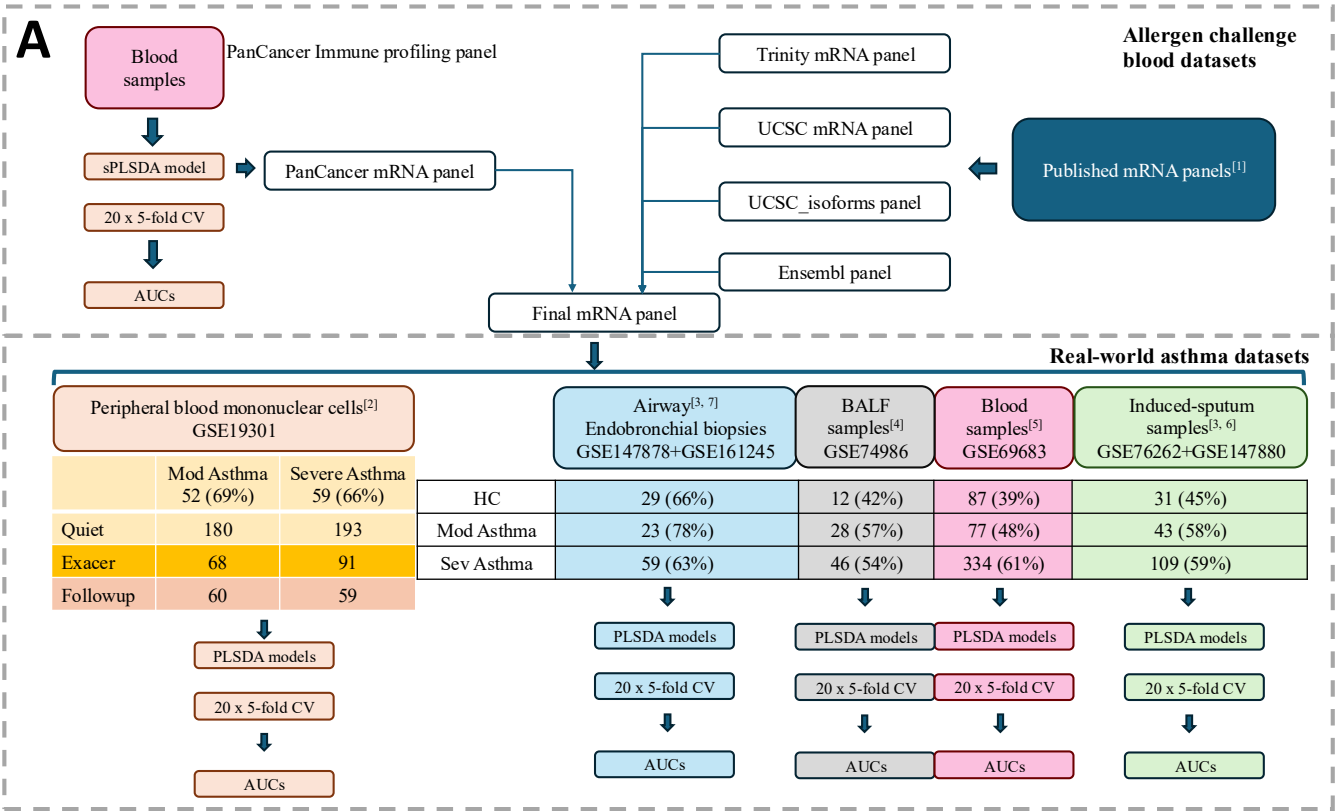 A
Blood
samples
PanCancer Immune profiling panel
Allergen challenge
blood datasets
sPLSDA model
20 x 5-fold CV
AUCs
PanCancer mRNA panel
Trinity mRNA panel
UCSC mRNA panel
UCSC_isoforms panel
Ensembl panel
Published mRNA panels[1]
Final mRNA panel
Real-world asthma datasets
Peripheral blood mononuclear cells[2]
GSE19301
Mod Asthma Severe Asthma
52 (69%) 59 (66%)
Quiet 180 193
Exacer 68 91
Followup 60 59
PLSDA models
20 x 5-fold CV
AUCs
Airway[3, 7]
Endobronchial biopsies
GSE147878+GSE161245
BALF
samples[4]
GSE74986
Blood
samples[5]
GSE69683
Induced-sputum
samples[3, 6]
GSE76262+GSE147880
HC 29 (66%) 12 (42%) 87 (39%) 31 (45%)
Mod Asthma 23 (78%) 28 (57%) 77 (48%) 43 (58%)
Sev Asthma 59 (63%) 46 (54%) 334 (61%) 109 (59%)
PLSDA models PLSDA models PLSDA models PLSDA models
20 x 5-fold CV 20 x 5-fold CV 20 x 5-fold CV 20 x 5-fold CV
AUCs AUCs AUCs AUCs